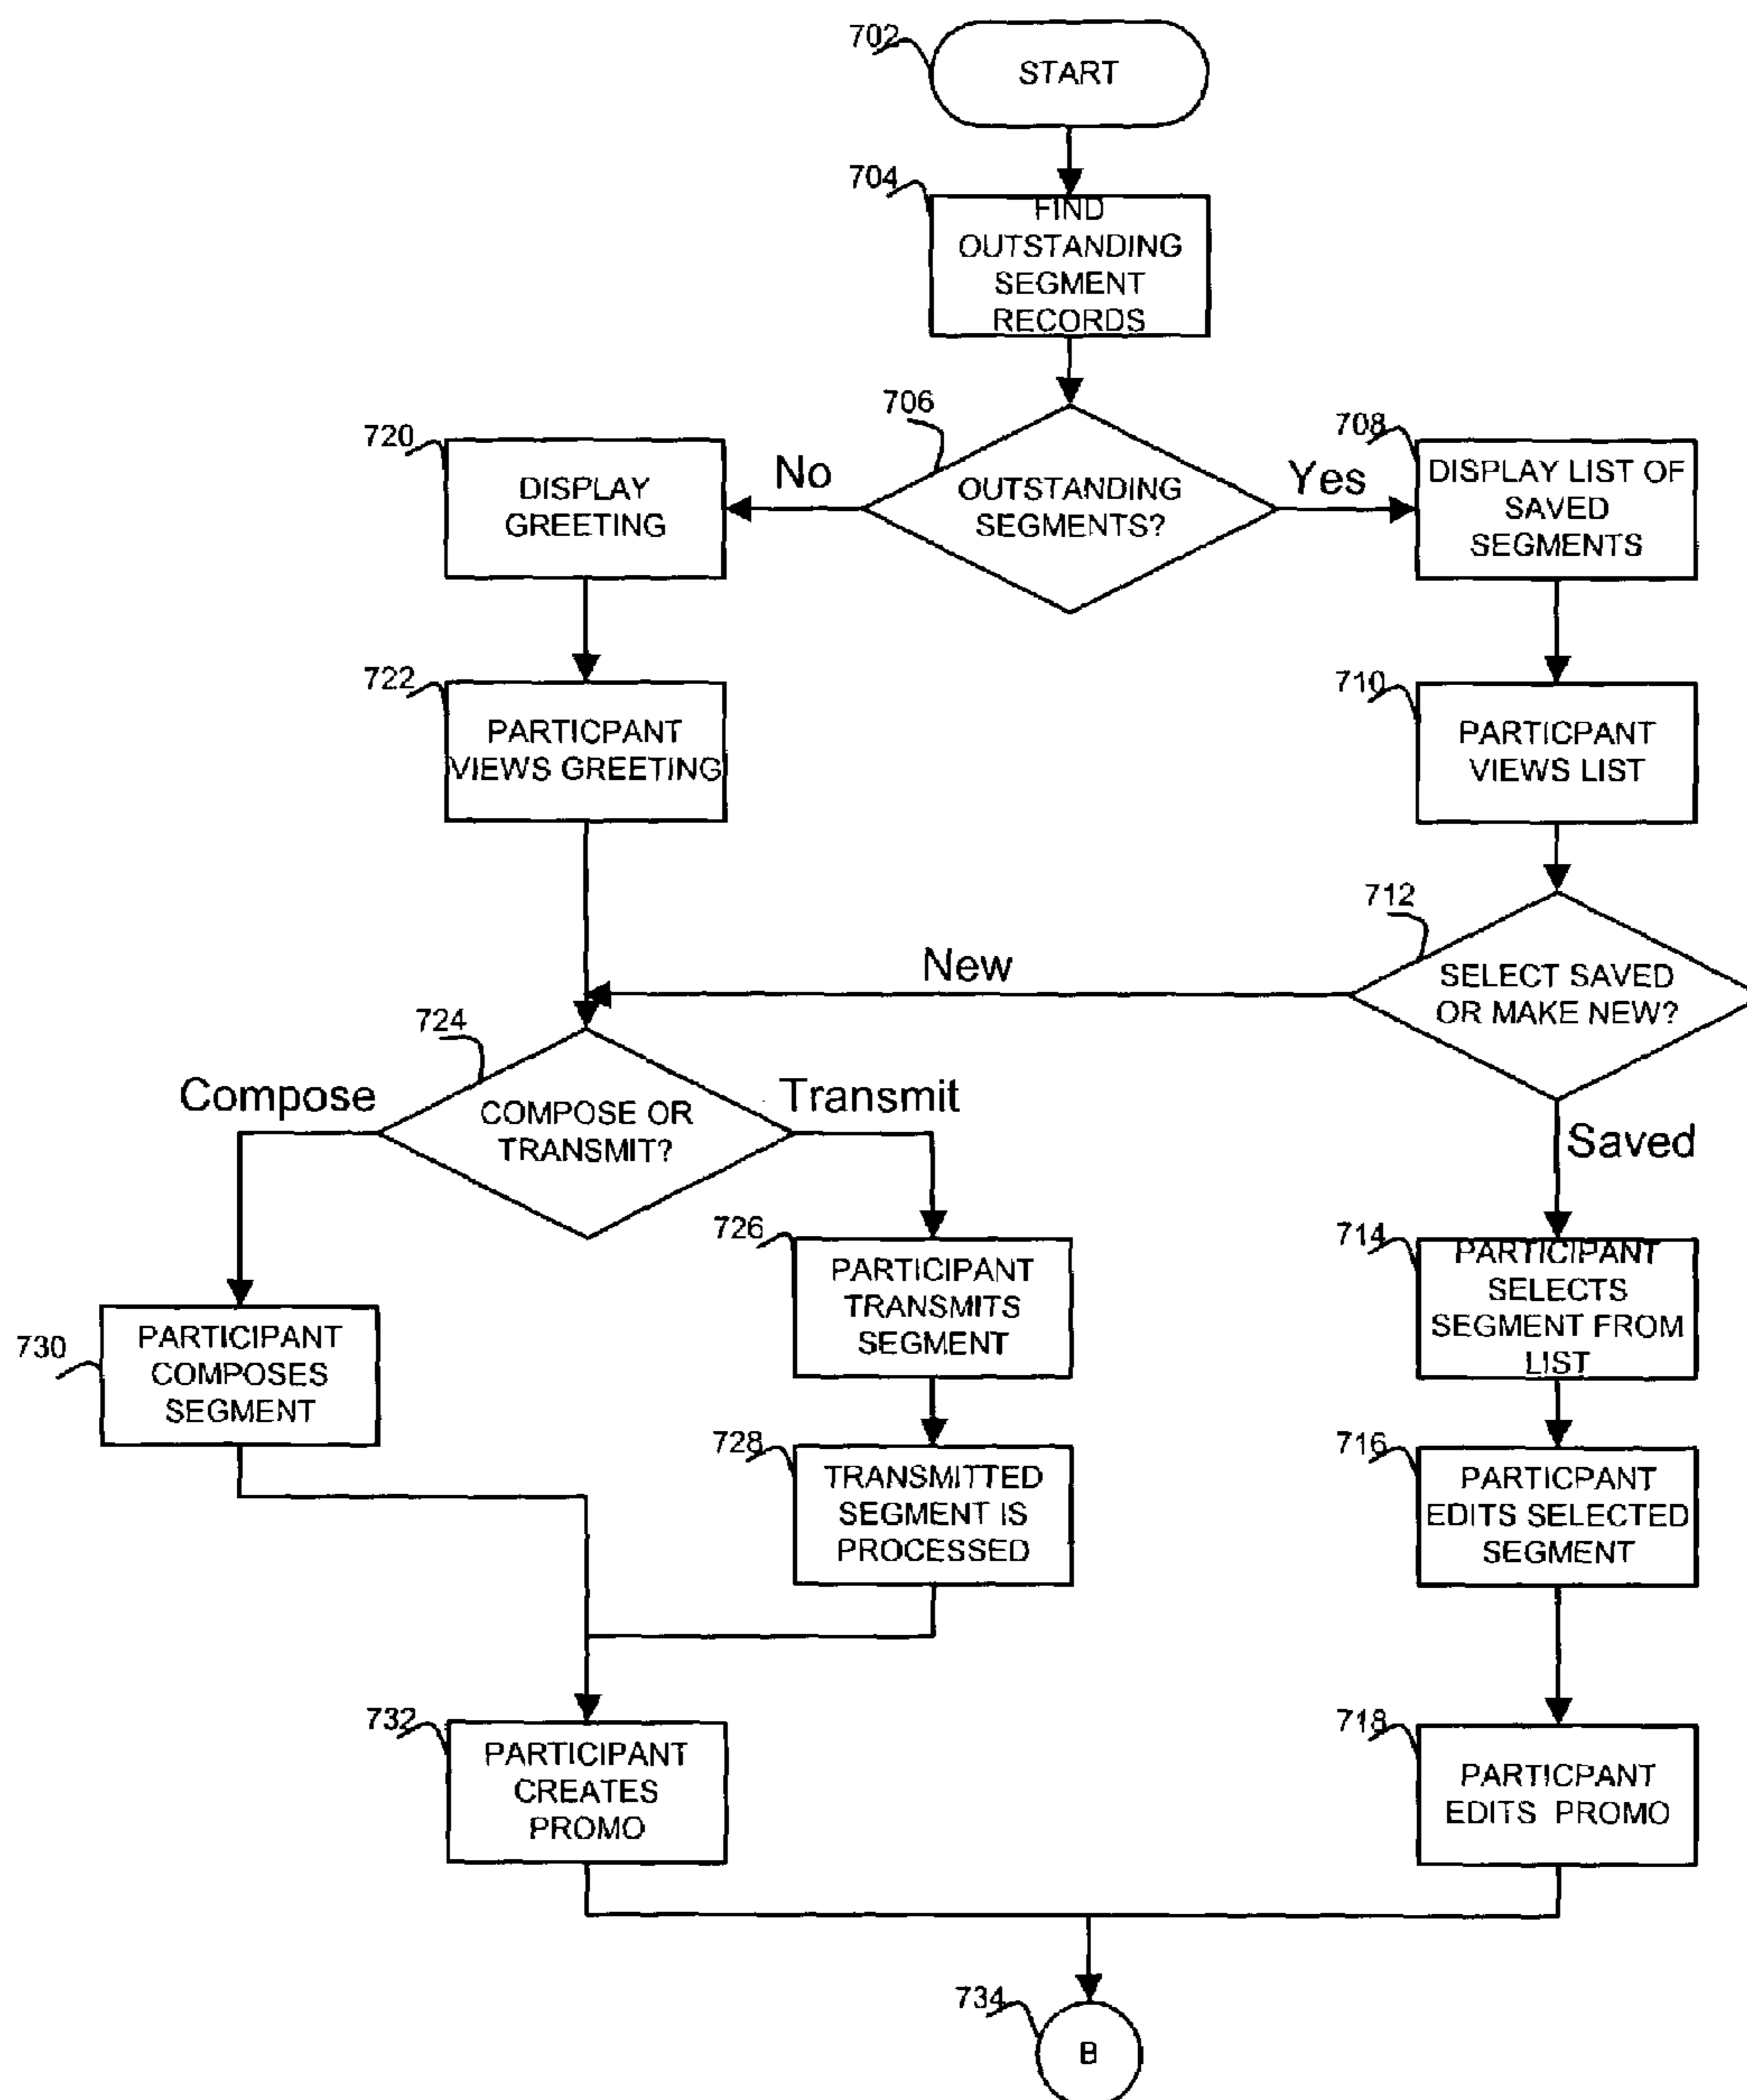 702
START
704
FIND
OUTSTANDING
SEGMENT
RECORDS
706
OUTSTANDING
SEGMENTS?
No
Yes
720
DISPLAY
GREETING
708
DISPLAY LIST OF
SAVED
SEGMENTS
722
PARTICPANT
VIEWS GREETING
710
PARTICPANT
VIEWS LIST
712
SELECT SAVED
OR MAKE NEW?
New
Saved
724
COMPOSE OR
TRANSMIT?
Compose
Transmit
726
PARTICIPANT
TRANSMITS
SEGMENT
714
PARTICIPANT
SELECTS
SEGMENT FROM
LIST
730
PARTICIPANT
COMPOSES
SEGMENT
728
TRANSMITTED
SEGMENT IS
PROCESSED
716
PARTICPANT
EDITS SELECTED
SEGMENT
732
PARTICIPANT
CREATES
PROMO
718
PARTICPANT
EDITS PROMO
734
B